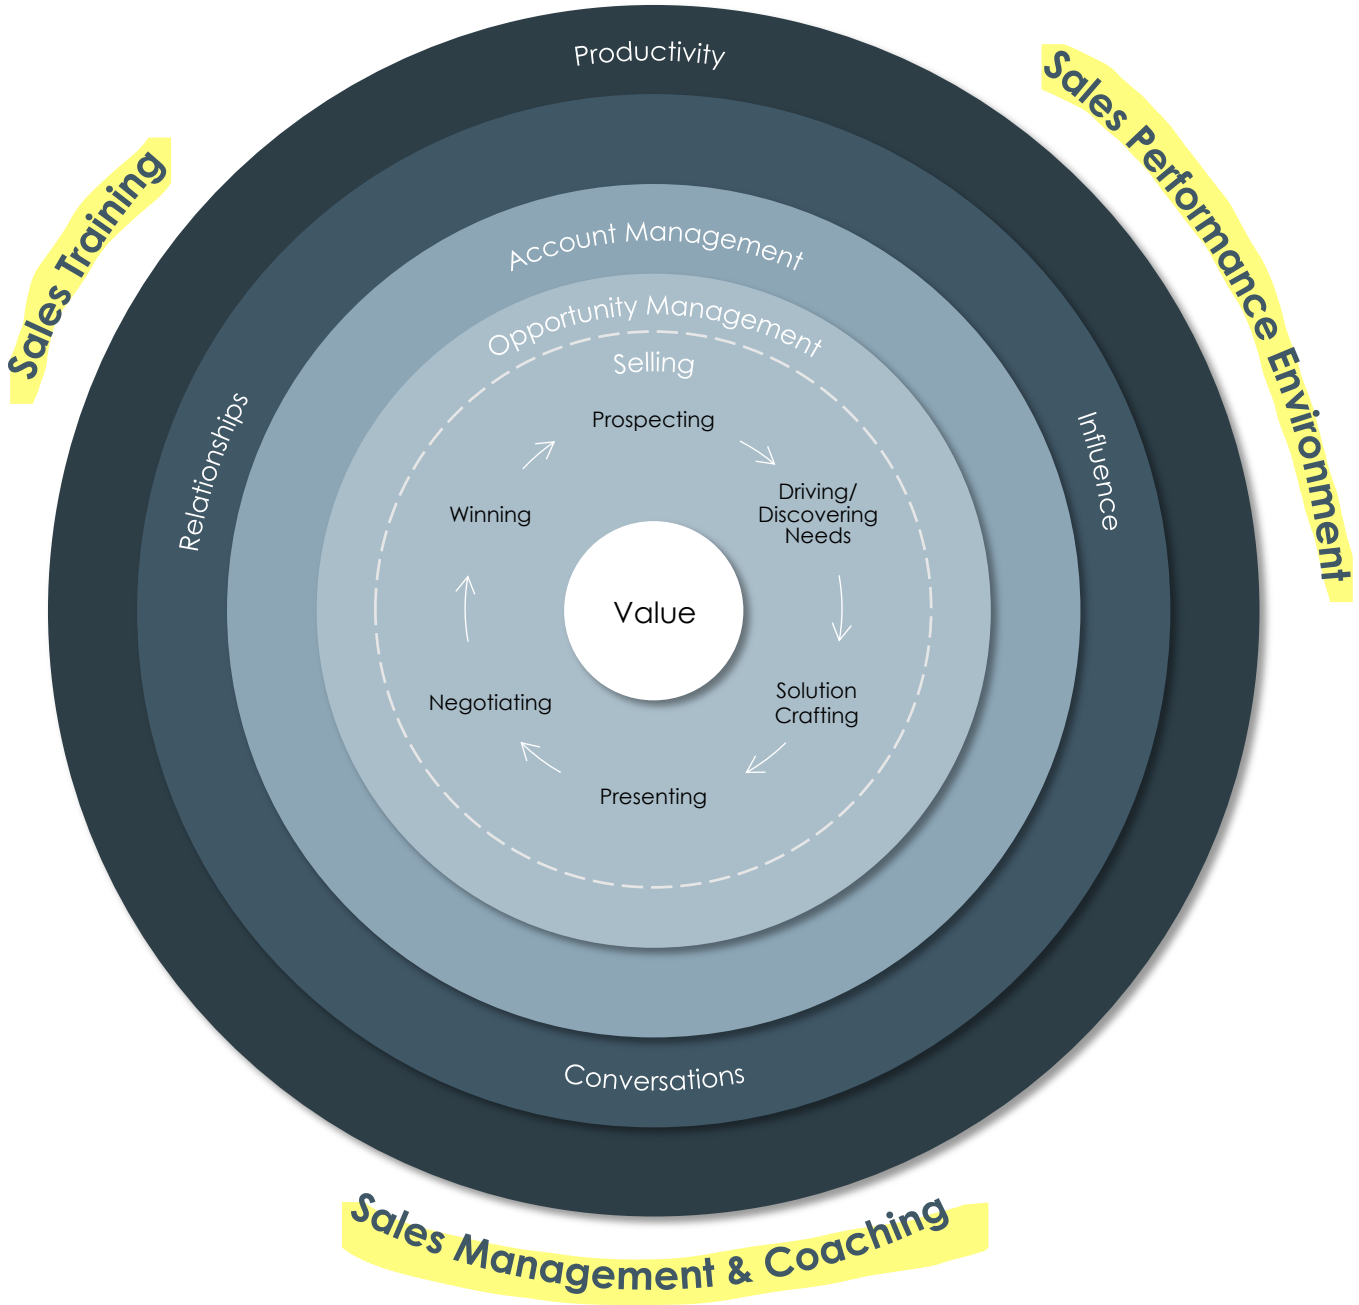 Productivity
Sales Performance Environment
Sales Training
Account Management
Opportunity Management
Selling
Prospecting
Relationships
Influence
Winning
Driving/
Discovering
Needs
Value
Negotiating
Solution
Crafting
Presenting
Conversations
Sales Management & Coaching